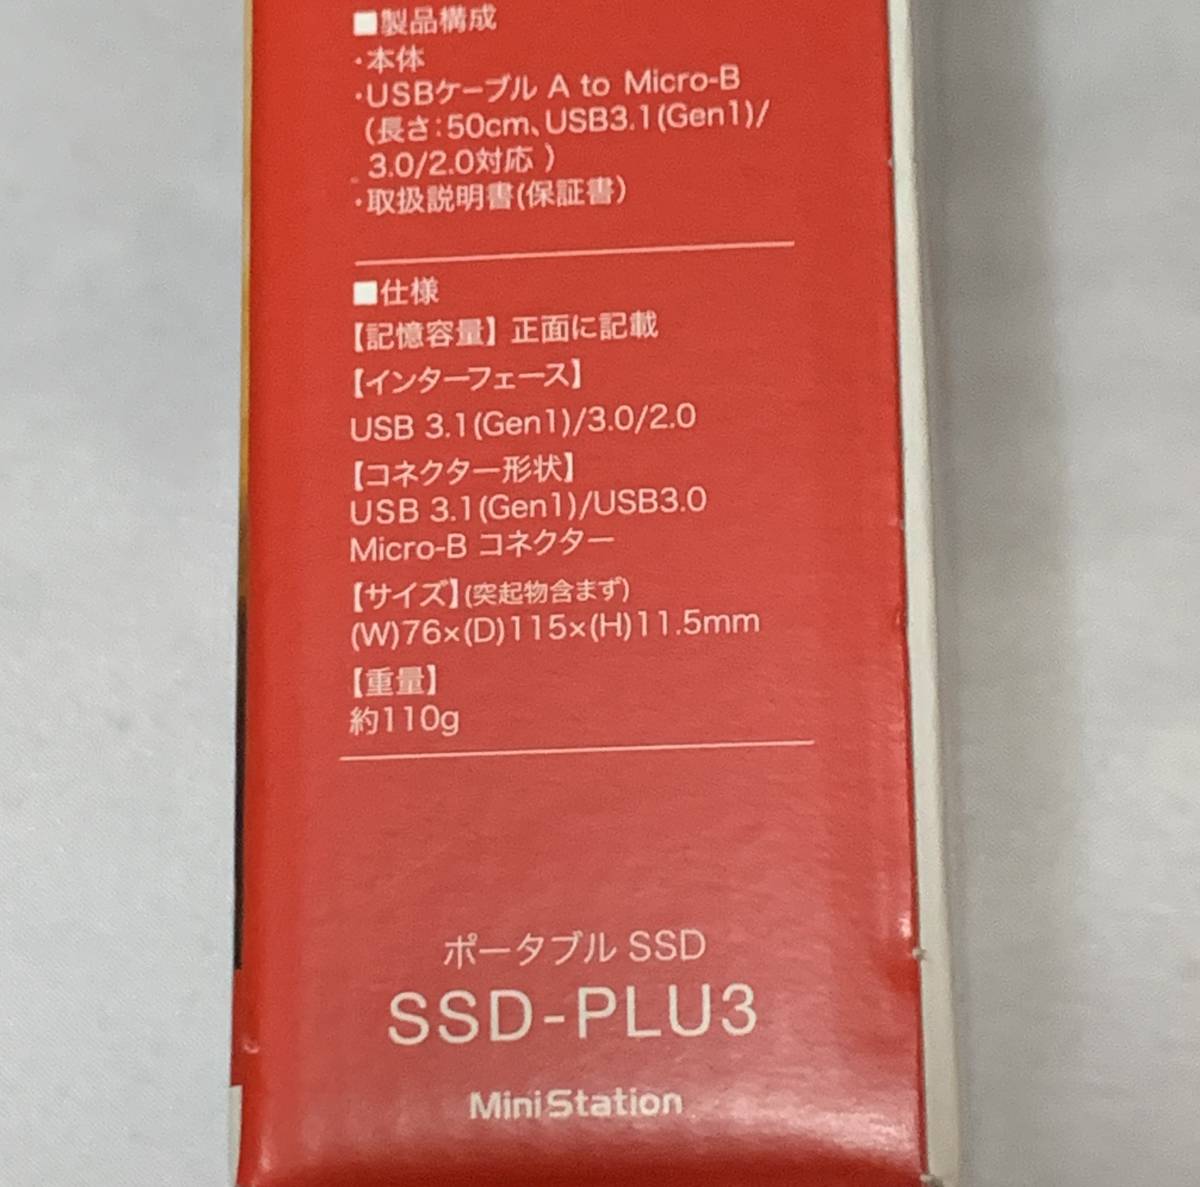 ■製品構成
・本体
・USBケーブル A to Micro-B
(長さ:50cm、USB3.1(Gen1)/
3.0/2.0対応 )
・取扱説明書(保証書)
■仕様
【記憶容量】正面に記載
【インターフェース】
USB 3.1(Gen1)/3.0/2.0
【コネクター形状】
USB 3.1(Gen1)/USB3.0
Micro-B コネクター
【サイズ】(突起物含まず)
(W)76×(D)115×(H)11.5mm
【重量】
約110g
ポータブル SSD
SSD-PLU3
MiniStation